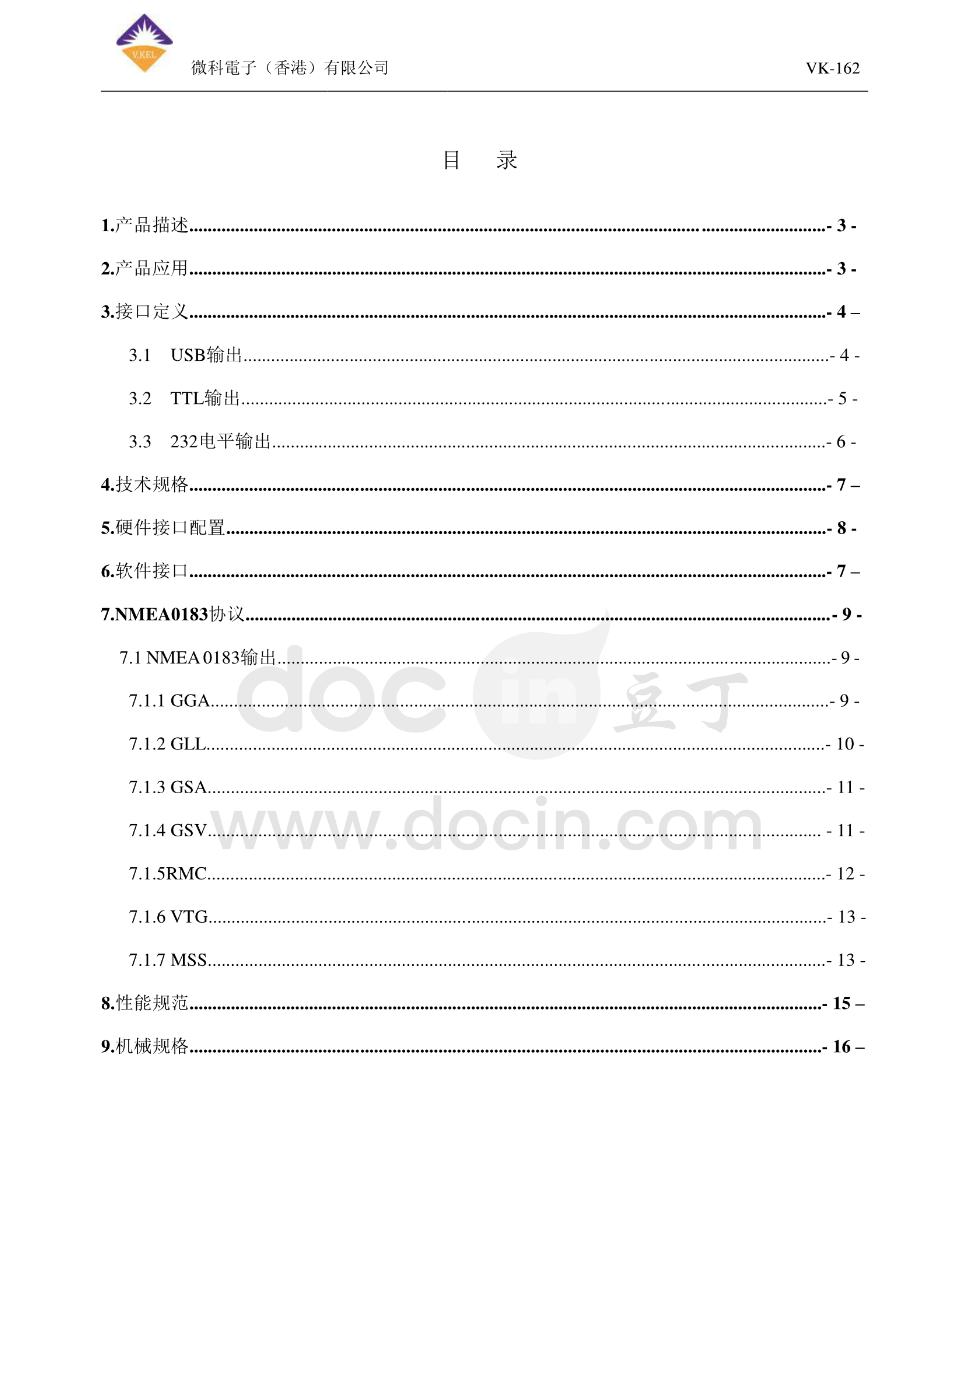 V.KEL
微科電子（香港）有限公司 VK-162
目 录
1.产品描述- 3 -
2.产品应用- 3 -
3.接口定义- 4 –
3.1 USB输出- 4 -
3.2 TTL输出- 5 -
3.3 232电平输出- 6 -
4.技术规格- 7 –
5.硬件接口配置- 8 -
6.软件接口- 7 –
7.NMEA0183协议- 9 -
7.1 NMEA 0183输出- 9 -
7.1.1 GGA- 9 -
7.1.2 GLL- 10 -
7.1.3 GSA- 11 -
7.1.4 GSV- 11 -
7.1.5RMC- 12 -
7.1.6 VTG- 13 -
7.1.7 MSS- 13 -
8.性能规范- 15 –
9.机械规格- 16 –
doc in 豆丁
www.docin.com